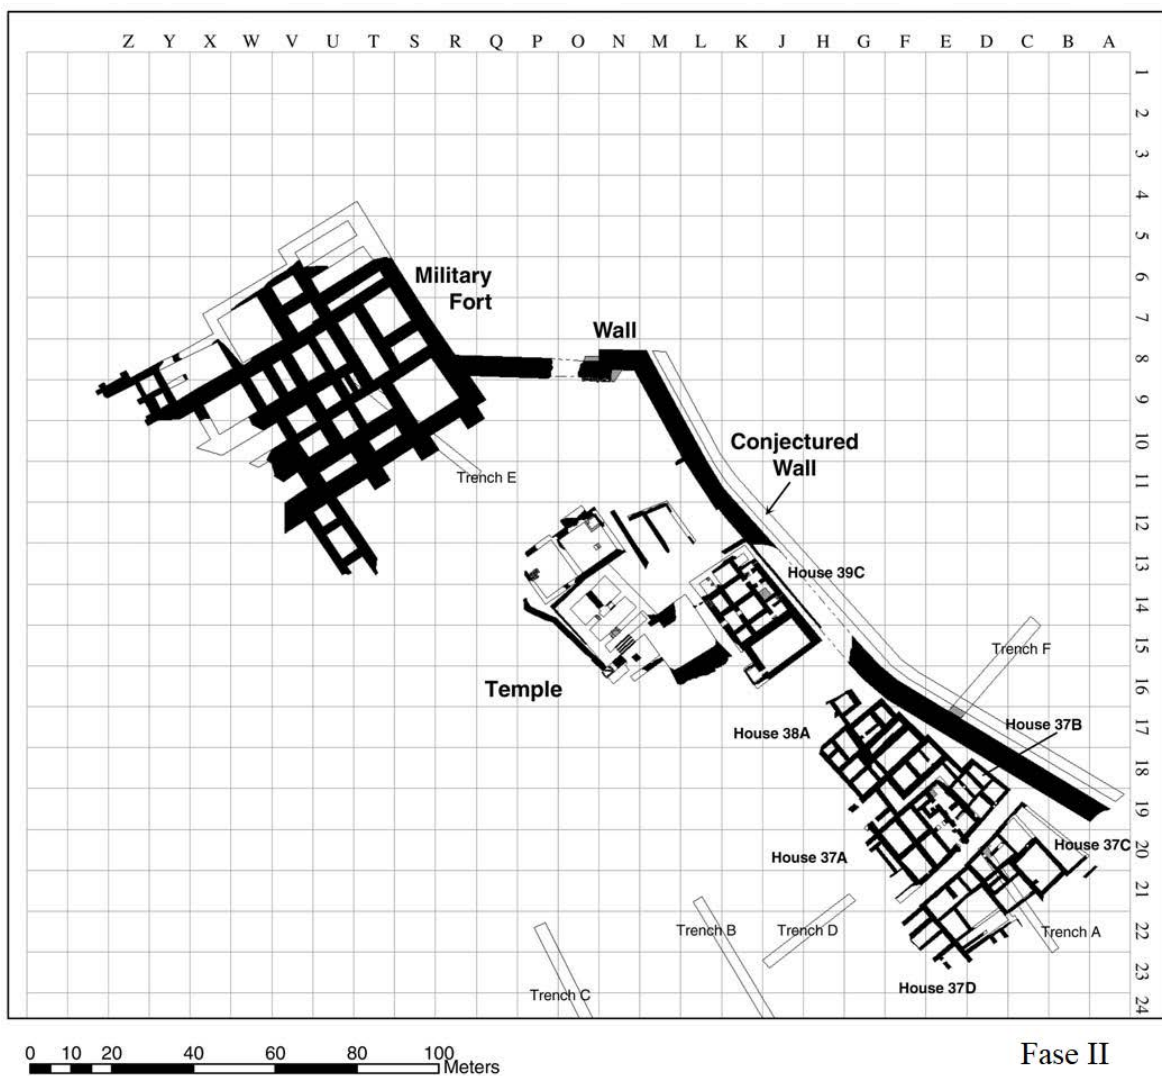 Z Y X W V U T S R Q P O N M L K J H G F E D C B A
1
2
3
4
5
6
7
8
9
10
11
12
13
14
15
16
17
18
19
20
21
22
23
24
Military
Fort
Wall
Conjectured
Wall
Trench E
House 39C
Trench F
Temple
House 37B
House 38A
House 37C
House 37A
Trench B
Trench D
Trench A
House 37D
Trench C
0 10 20 40 60 80 100
Meters
Fase II